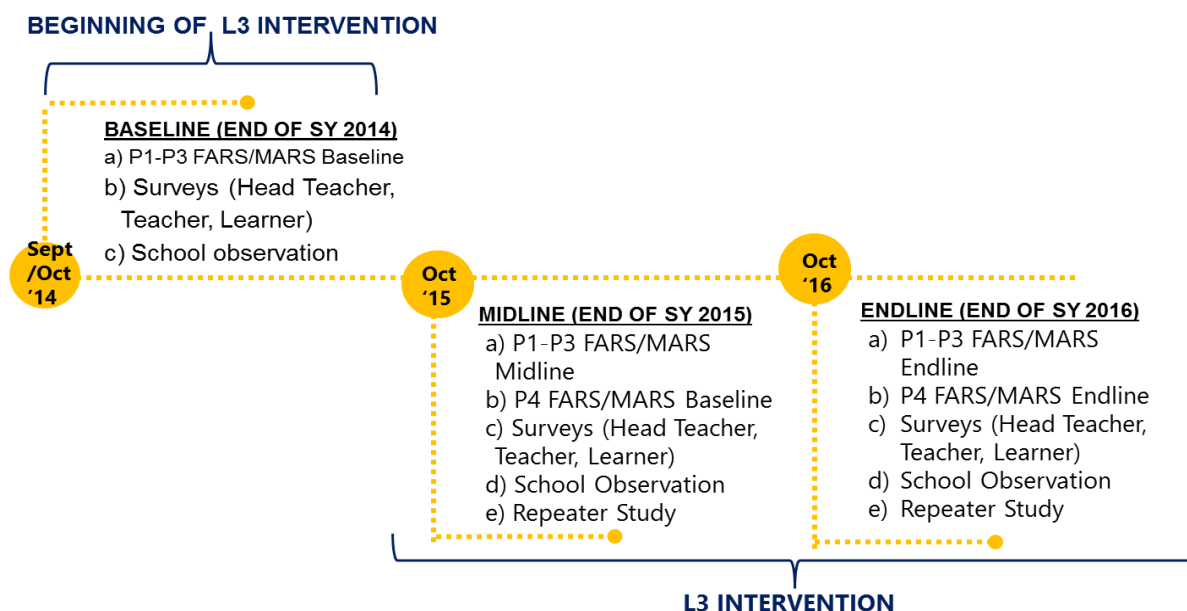 BEGINNING OF L3 INTERVENTION
BASELINE (END OF SY 2014)
a) P1-P3 FARS/MARS Baseline
b) Surveys (Head Teacher,
Teacher, Learner)
c) School observation
Sept
/Oct
‘14
Oct
‘15
Oct
‘16
MIDLINE (END OF SY 2015)
a) P1-P3 FARS/MARS
Midline
b) P4 FARS/MARS Baseline
c) Surveys (Head Teacher,
Teacher, Learner)
d) School Observation
e) Repeater Study
ENDLINE (END OF SY 2016)
a) P1-P3 FARS/MARS
Endline
b) P4 FARS/MARS Endline
c) Surveys (Head Teacher,
Teacher, Learner)
d) School Observation
e) Repeater Study
L3 INTERVENTION